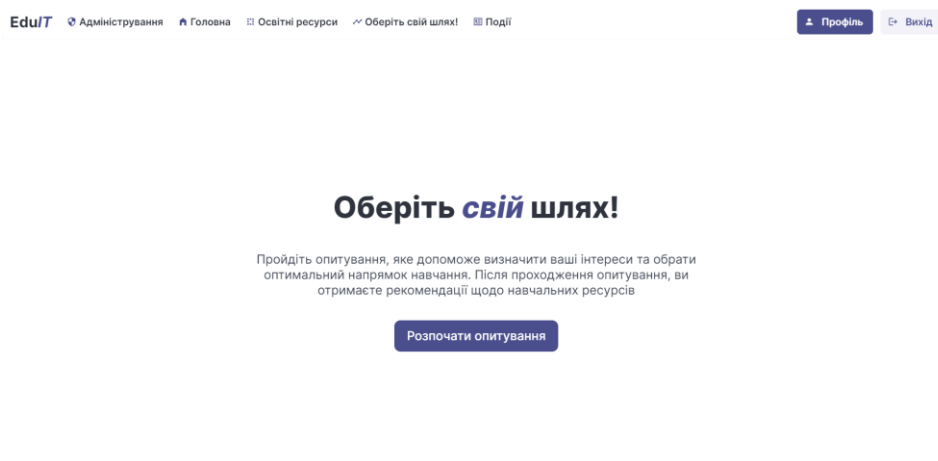 EduIT Адміністрування Головна Освітні ресурси Оберіть свій шлях! Події Профіль Вихід
Оберіть свій шлях!
Пройдіть опитування, яке допоможе визначити ваші інтереси та обрати
оптимальний напрямок навчання. Після проходження опитування, ви
отримаєте рекомендації щодо навчальних ресурсів
Розпочати опитування